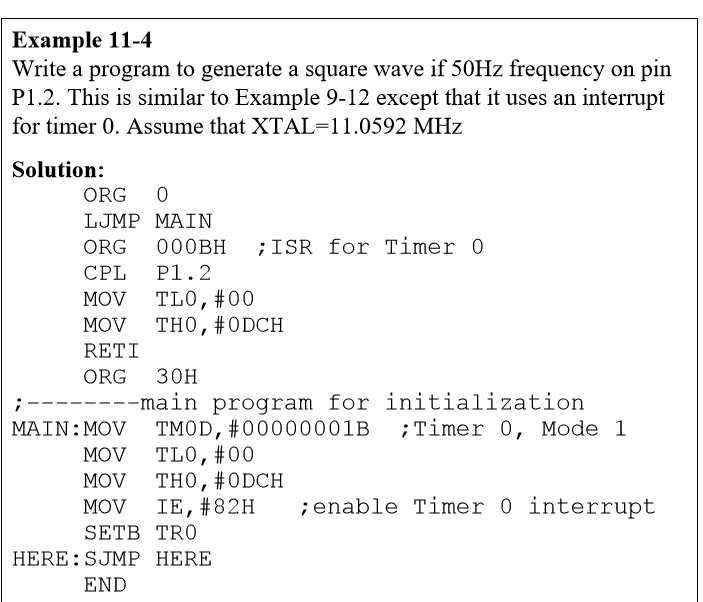 Example 11-4
Write a program to generate a square wave if 50Hz frequency on pin
P1.2. This is similar to Example 9-12 except that it uses an interrupt
for timer 0. Assume that XTAL=11.0592 MHz
Solution:
ORG 0
LJMP MAIN
ORG 000BH ;ISR for Timer 0
CPL P1.2
MOV TL0,#00
MOV TH0,#0DCH
RETI
ORG 30H
;--------main program for initialization
MAIN:MOV TM0D,#00000001B ;Timer 0, Mode 1
MOV TL0,#00
MOV TH0,#0DCH
MOV IE,#82H ;enable Timer 0 interrupt
SETB TR0
HERE:SJMP HERE
END